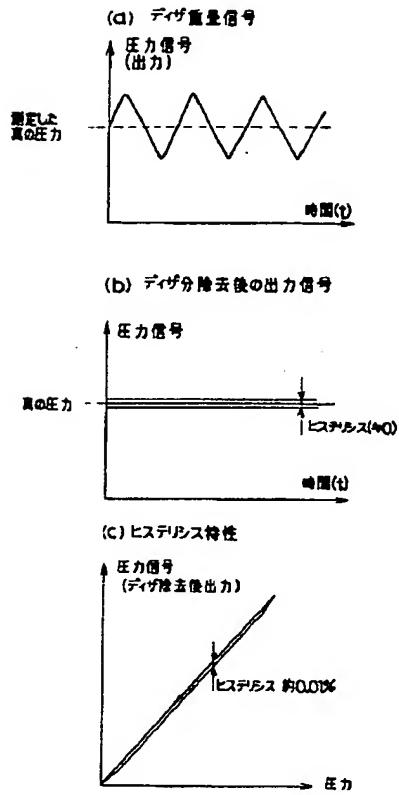 (a) ディザ重畳信号
圧力信号
(出力)
測定した
真の圧力
時間(t)
(b) ディザ分除去後の出力信号
圧力信号
真の圧力
ヒステリシス(≒0)
時間(t)
(c) ヒステリシス特性
圧力信号
(ディザ除去後出力)
ヒステリシス 約0.01%
圧力